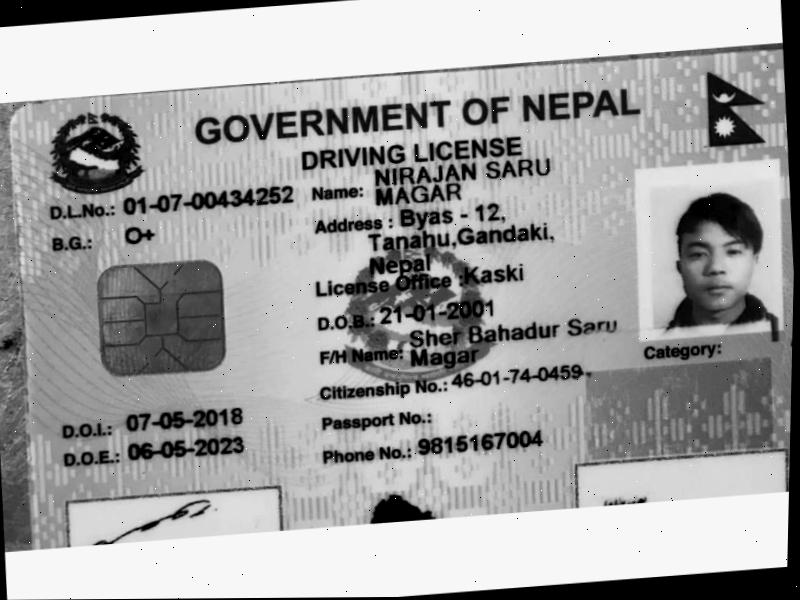 GOVERNMENT OF NEPAL
DRIVING LICENSE
D.L.No.: 01-07-00434252
B.G.: O+
Name: NIRAJAN SARU
MAGAR
Address : Byas - 12,
Tanahu,Gandaki,
Nepal
License Office :Kaski
D.O.B.: 21-01-2001
F/H Name: Sher Bahadur Saru
Magar
Citizenship No.: 46-01-74-0459
Passport No.:
Phone No.: 9815167004
Category:
D.O.I.: 07-05-2018
D.O.E.: 06-05-2023